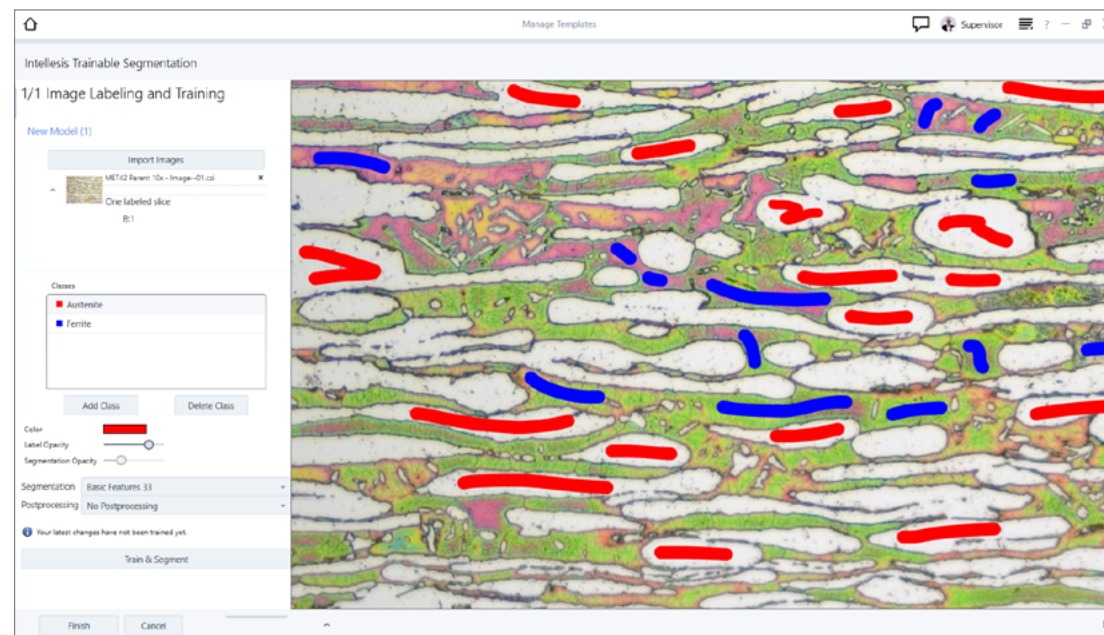 Manage Templates
Supervisor
?
Intellesis Trainable Segmentation
1/1 Image Labeling and Training
New Model (1)
Import Images
MET42 Parent 10x - Image--01.czi
One labeled slice
B:1
Classes
Austenite
Ferrite
Add Class
Delete Class
Color
Label Opacity
Segmentation Opacity
Segmentation Basic Features 33
Postprocessing No Postprocessing
Your latest changes have not been trained yet.
Train & Segment
Finish
Cancel